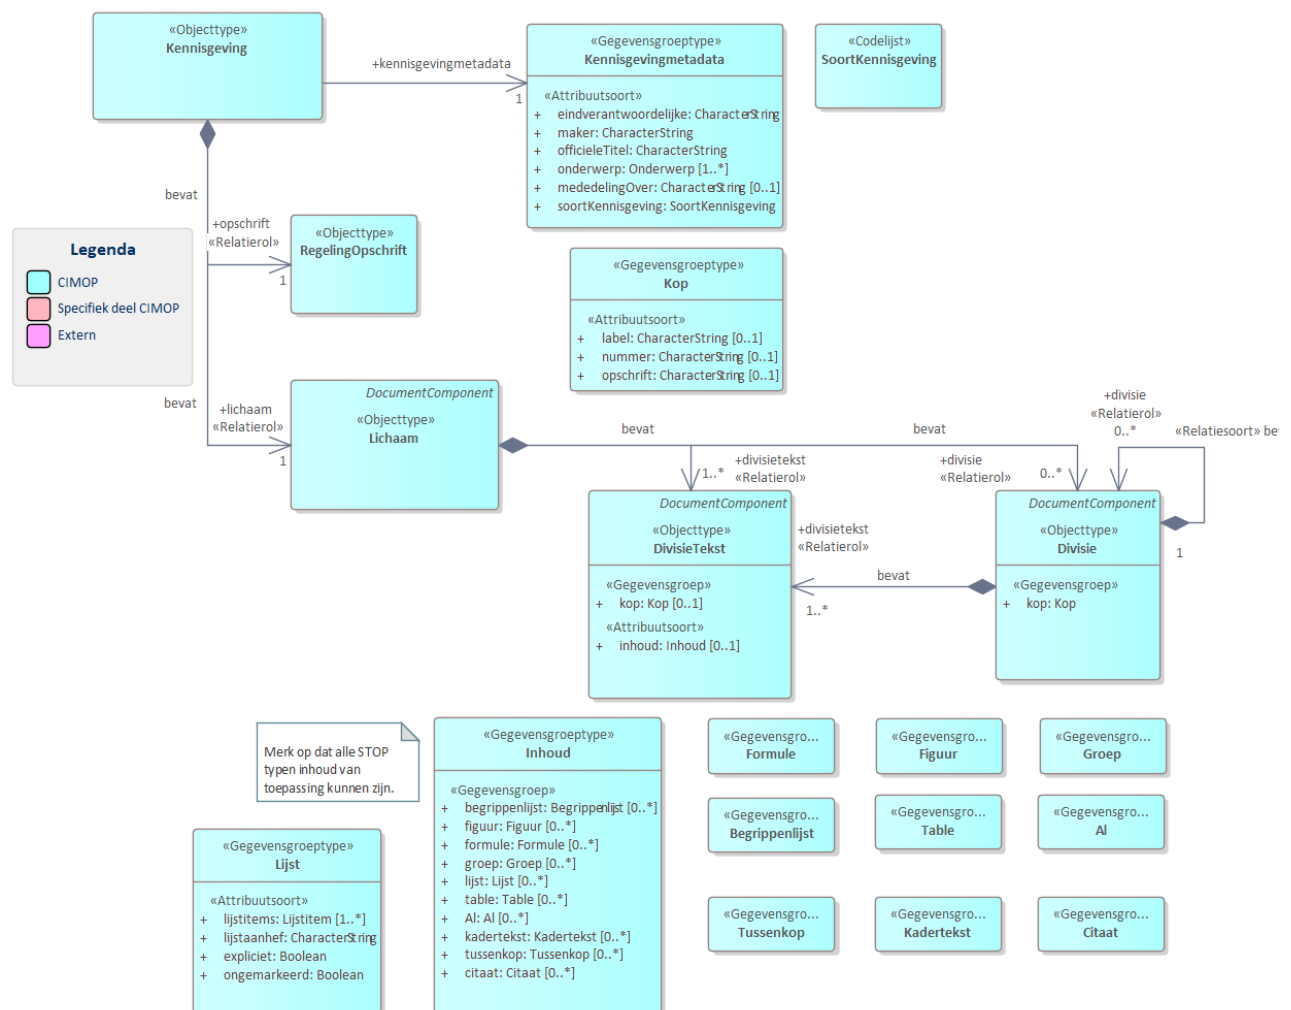 «Objecttype»
Kennisgeving
+kennisgevingmetadata
1
«Gegevensgroeptype»
Kennisgevingmetadata
«Attribuutsoort»
+ eindverantwoordelijke: CharacterString
+ maker: CharacterString
+ officieleTitel: CharacterString
+ onderwerp: Onderwerp [1..*]
+ mededelingOver: CharacterString [0..1]
+ soortKennisgeving: SoortKennisgeving
«Codelijst»
SoortKennisgeving
bevat
+opschrift
«Relatierol»
1
«Objecttype»
RegelingOpschrift
Legenda
CIMOP
Specifiek deel CIMOP
Extern
«Gegevensgroeptype»
Kop
«Attribuutsoort»
+ label: CharacterString [0..1]
+ nummer: CharacterString [0..1]
+ opschrift: CharacterString [0..1]
bevat
+lichaam
«Relatierol»
1
DocumentComponent
«Objecttype»
Lichaam
bevat
bevat
+divisietekst
«Relatierol»
1..*
+divisie
«Relatierol»
0..*
+divisie
«Relatierol»
0..*
«Relatiesoort» be
1
DocumentComponent
«Objecttype»
DivisieTekst
«Gegevensgroep»
+ kop: Kop [0..1]
«Attribuutsoort»
+ inhoud: Inhoud [0..1]
+divisietekst
«Relatierol»
bevat
1..*
DocumentComponent
«Objecttype»
Divisie
«Gegevensgroep»
+ kop: Kop
Merk op dat alle STOP
typen inhoud van
toepassing kunnen zijn.
«Gegevensgroeptype»
Lijst
«Attribuutsoort»
+ lijstitems: Lijstitem [1..*]
+ lijstaanhef: CharacterString
+ expliciet: Boolean
+ ongemarkeerd: Boolean
«Gegevensgroeptype»
Inhoud
«Gegevensgroep»
+ begrippenlijst: Begrippenlijst [0..*]
+ figuur: Figuur [0..*]
+ formule: Formule [0..*]
+ groep: Groep [0..*]
+ lijst: Lijst [0..*]
+ table: Table [0..*]
+ Al: Al [0..*]
+ kadertekst: Kadertekst [0..*]
+ tussenkop: Tussenkop [0..*]
+ citaat: Citaat [0..*]
«Gegevensgro...
Formule
«Gegevensgro...
Figuur
«Gegevensgro...
Groep
«Gegevensgro...
Begrippenlijst
«Gegevensgro...
Table
«Gegevensgro...
Al
«Gegevensgro...
Tussenkop
«Gegevensgro...
Kadertekst
«Gegevensgro...
Citaat